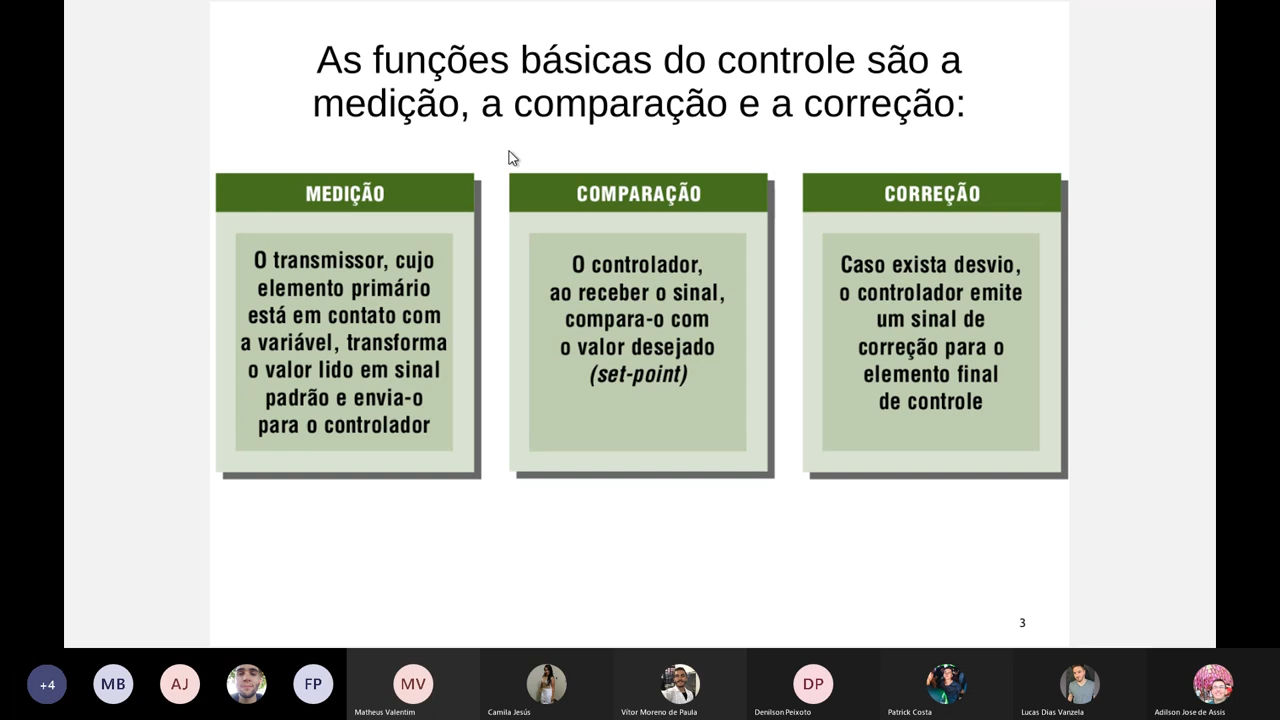 As funções básicas do controle são a
medição, a comparação e a correção:
MEDIÇÃO
O transmissor, cujo
elemento primário
está em contato com
a variável, transforma
o valor lido em sinal
padrão e envia-o
para o controlador
COMPARAÇÃO
O controlador,
ao receber o sinal,
compara-o com
o valor desejado
(set-point)
CORREÇÃO
Caso exista desvio,
o controlador emite
um sinal de
correção para o
elemento final
de controle
3
+4
MB
AJ
FP
MV
DP
Matheus Valentim
Camila Jesús
Vítor Moreno de Paula
Denilson Peixoto
Patrick Costa
Lucas Dias Vanzela
Adilson Jose de Assis